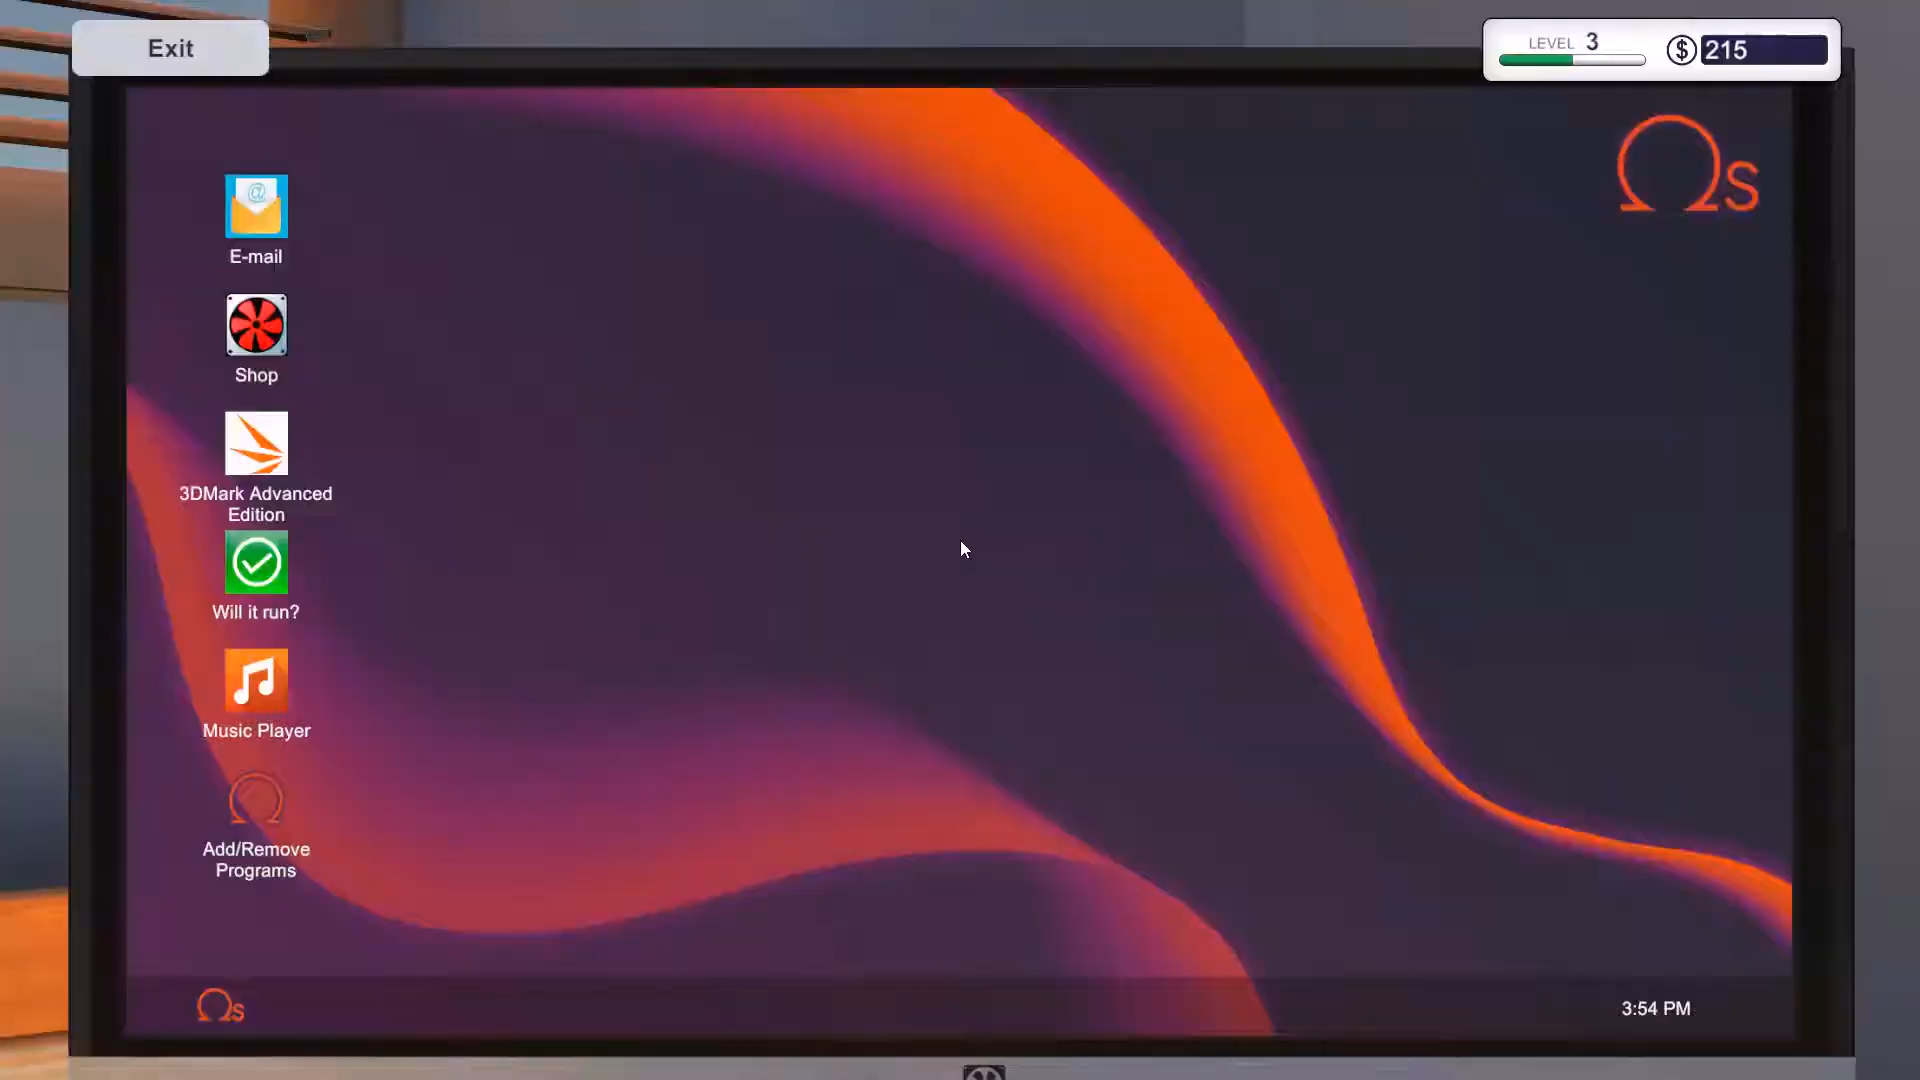 Exit
LEVEL 3
$ 215
Ωs
E-mail
Shop
3DMark Advanced
Edition
Will it run?
Music Player
Add/Remove
Programs
Ωs
3:54 PM